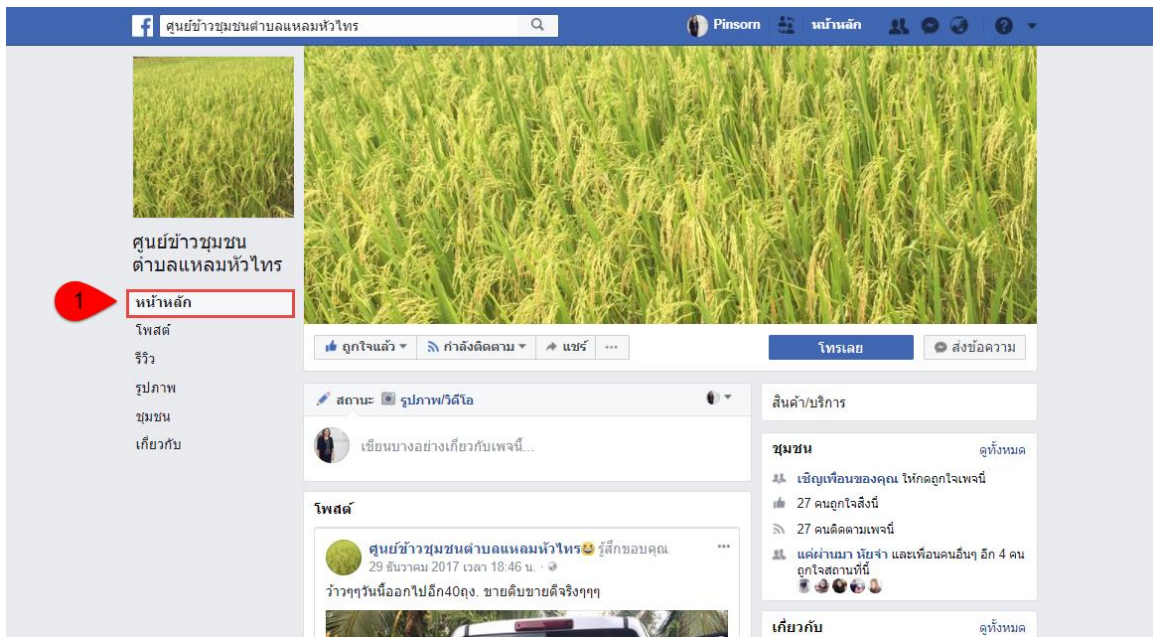 ศูนย์ข้าวชุมชนตำบลแหลมหัวไทร
Pinsorn
หน้าหลัก
ศูนย์ข้าวชุมชน
ตำบลแหลมหัวไทร
1
หน้าหลัก
โพสต์
รีวิว
รูปภาพ
ชุมชน
เกี่ยวกับ
ถูกใจแล้ว กำลังติดตาม แชร์ ...
โทรเลย ส่งข้อความ
สถานะ รูปภาพ/วิดีโอ
เขียนบางอย่างเกี่ยวกับเพจนี้...
โพสต์
ศูนย์ข้าวชุมชนตำบลแหลมหัวไทร รู้สึกขอบคุณ
29 ธันวาคม 2017 เวลา 18:46 น. ·
ว้าวๆๆวันนี้ออกไปอีก40ถุง. ขายดิบขายดีจริงๆๆๆ
สินค้า/บริการ
ชุมชน ดูทั้งหมด
เชิญเพื่อนของคุณ ให้กดถูกใจเพจนี้
27 คนถูกใจสิ่งนี้
27 คนติดตามเพจนี้
แค่ผ่านมา นัยจำ และเพื่อนคนอื่นๆ อีก 4 คน
ถูกใจสถานที่นี้
เกี่ยวกับ ดูทั้งหมด